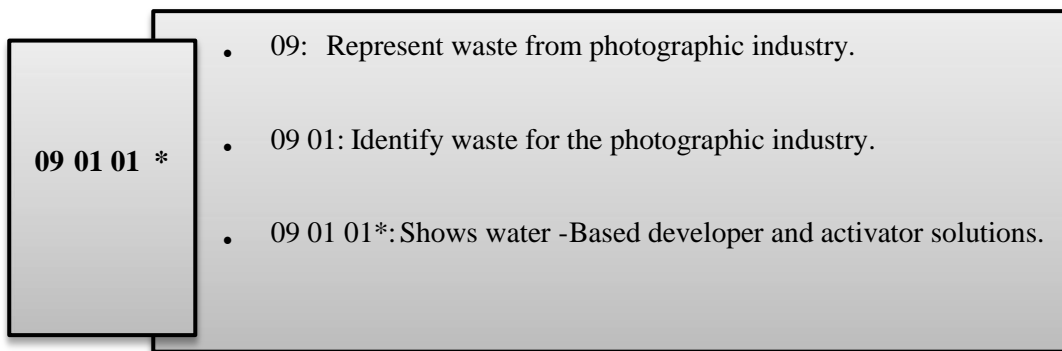 09 01 01 *
• 09: Represent waste from photographic industry.
• 09 01: Identify waste for the photographic industry.
• 09 01 01*: Shows water -Based developer and activator solutions.